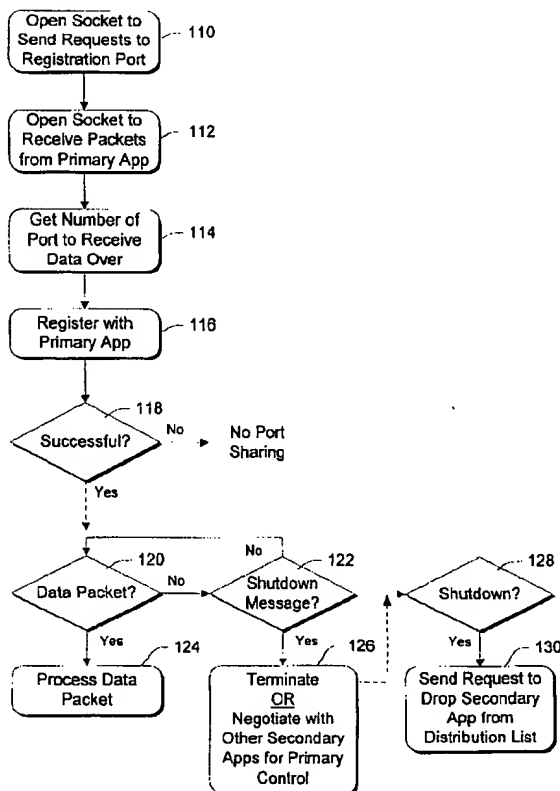 Open Socket to
Send Requests to
Registration Port
110
Open Socket to
Receive Packets
from Primary App
112
Get Number of
Port to Receive
Data Over
114
Register with
Primary App
116
118
Successful?
No
No Port
Sharing
Yes
No
120
Data Packet?
No
122
Shutdown
Message?
128
Shutdown?
Yes
124
Process Data
Packet
Yes
126
Terminate
OR
Negotiate with
Other Secondary
Apps for Primary
Control
Yes
130
Send Request to
Drop Secondary
App from
Distribution List